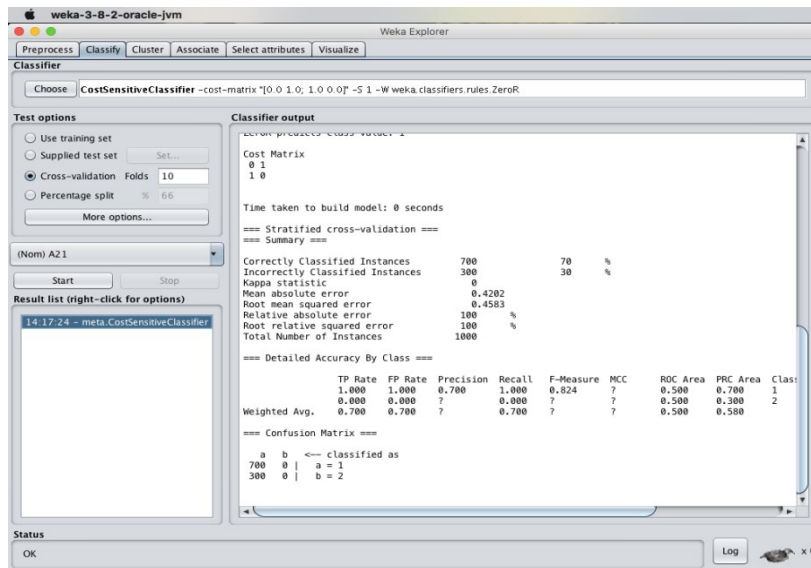 weka-3-8-2-oracle-jvm
Weka Explorer
Preprocess Classify Cluster Associate Select attributes Visualize
Classifier
Choose CostSensitiveClassifier -cost-matrix "[0.0 1.0; 1.0 0.0]" -S 1 -W weka.classifiers.rules.ZeroR
Test options
Use training set
Supplied test set Set...
Cross-validation Folds 10
Percentage split % 66
More options...
(Nom) A21
Start Stop
Result list (right-click for options)
14:17:24 - meta.CostSensitiveClassifier
Classifier output
ZeroR predicts class value: 1
Cost Matrix
0 1
1 0
Time taken to build model: 0 seconds
=== Stratified cross-validation ===
=== Summary ===
Correctly Classified Instances 700 70 %
Incorrectly Classified Instances 300 30 %
Kappa statistic 0
Mean absolute error 0.4202
Root mean squared error 0.4583
Relative absolute error 100 %
Root relative squared error 100 %
Total Number of Instances 1000
=== Detailed Accuracy By Class ===
TP Rate FP Rate Precision Recall F-Measure MCC ROC Area PRC Area Class
1.000 1.000 0.700 1.000 0.824 ? 0.500 0.700 1
0.000 0.000 ? 0.000 ? ? 0.500 0.300 2
Weighted Avg. 0.700 0.700 ? 0.700 ? ? 0.500 0.580
=== Confusion Matrix ===
a b <-- classified as
700 0 | a = 1
300 0 | b = 2
Status
OK
Log
x